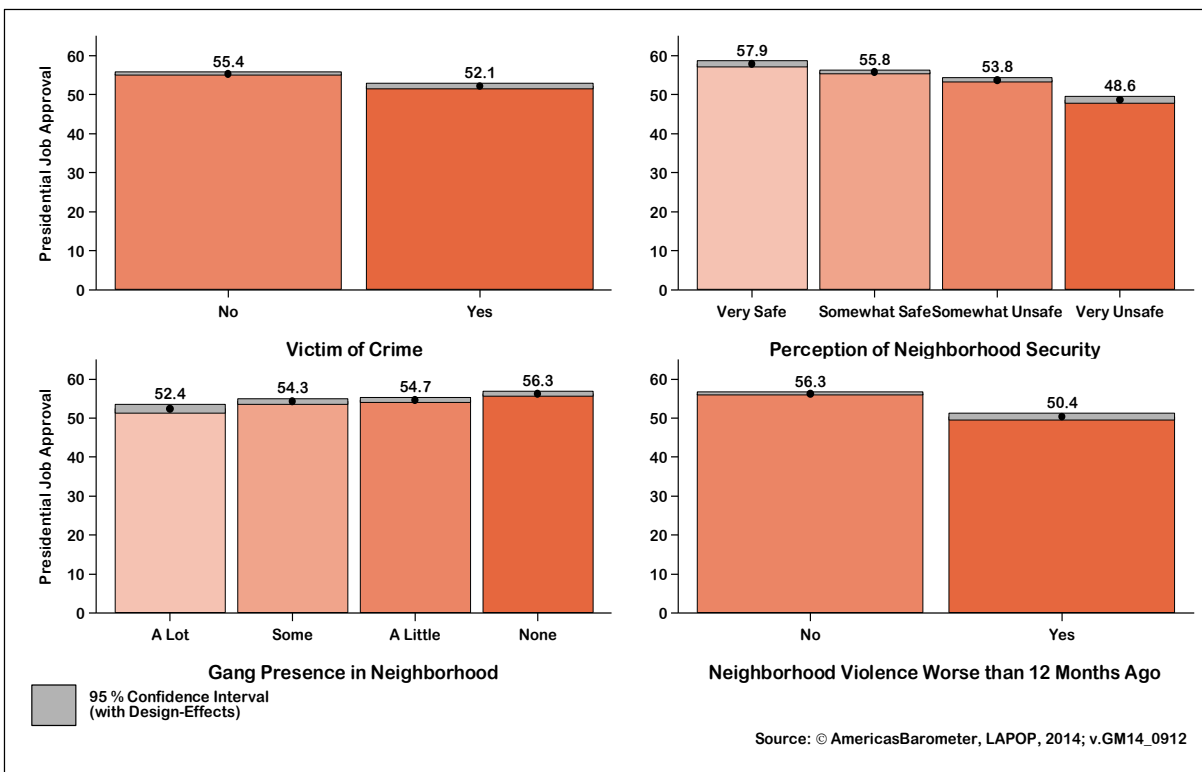 Presidential Job Approval
60
50
40
30
20
10
0
55.4
52.1
No
Yes
Victim of Crime
60
50
40
30
20
10
0
57.9
55.8
53.8
48.6
Very Safe
Somewhat Safe
Somewhat Unsafe
Very Unsafe
Perception of Neighborhood Security
Presidential Job Approval
60
50
40
30
20
10
0
52.4
54.3
54.7
56.3
A Lot
Some
A Little
None
Gang Presence in Neighborhood
60
50
40
30
20
10
0
56.3
50.4
No
Yes
Neighborhood Violence Worse than 12 Months Ago
95 % Confidence Interval
(with Design-Effects)
Source: © AmericasBarometer, LAPOP, 2014; v.GM14_0912